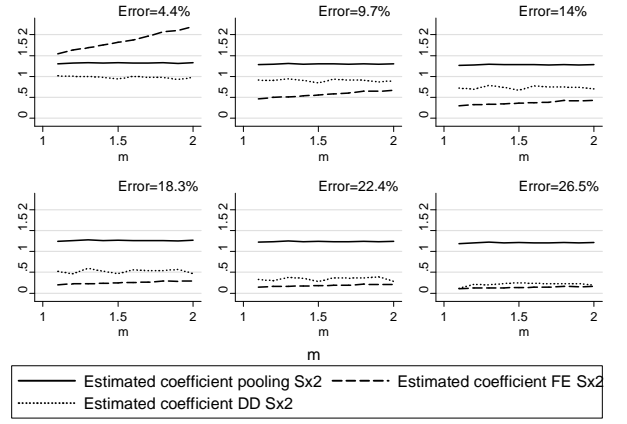 Error=4.4%
Error=9.7%
Error=14%
0 .5 1 1.5 2
0 .5 1 1.5 2
0 .5 1 1.5 2
1 1.5 2
1 1.5 2
1 1.5 2
m
m
m
Error=18.3%
Error=22.4%
Error=26.5%
0 .5 1 1.5 2
0 .5 1 1.5 2
0 .5 1 1.5 2
1 1.5 2
1 1.5 2
1 1.5 2
m
m
m
m
Estimated coefficient pooling Sx2
Estimated coefficient FE Sx2
Estimated coefficient DD Sx2